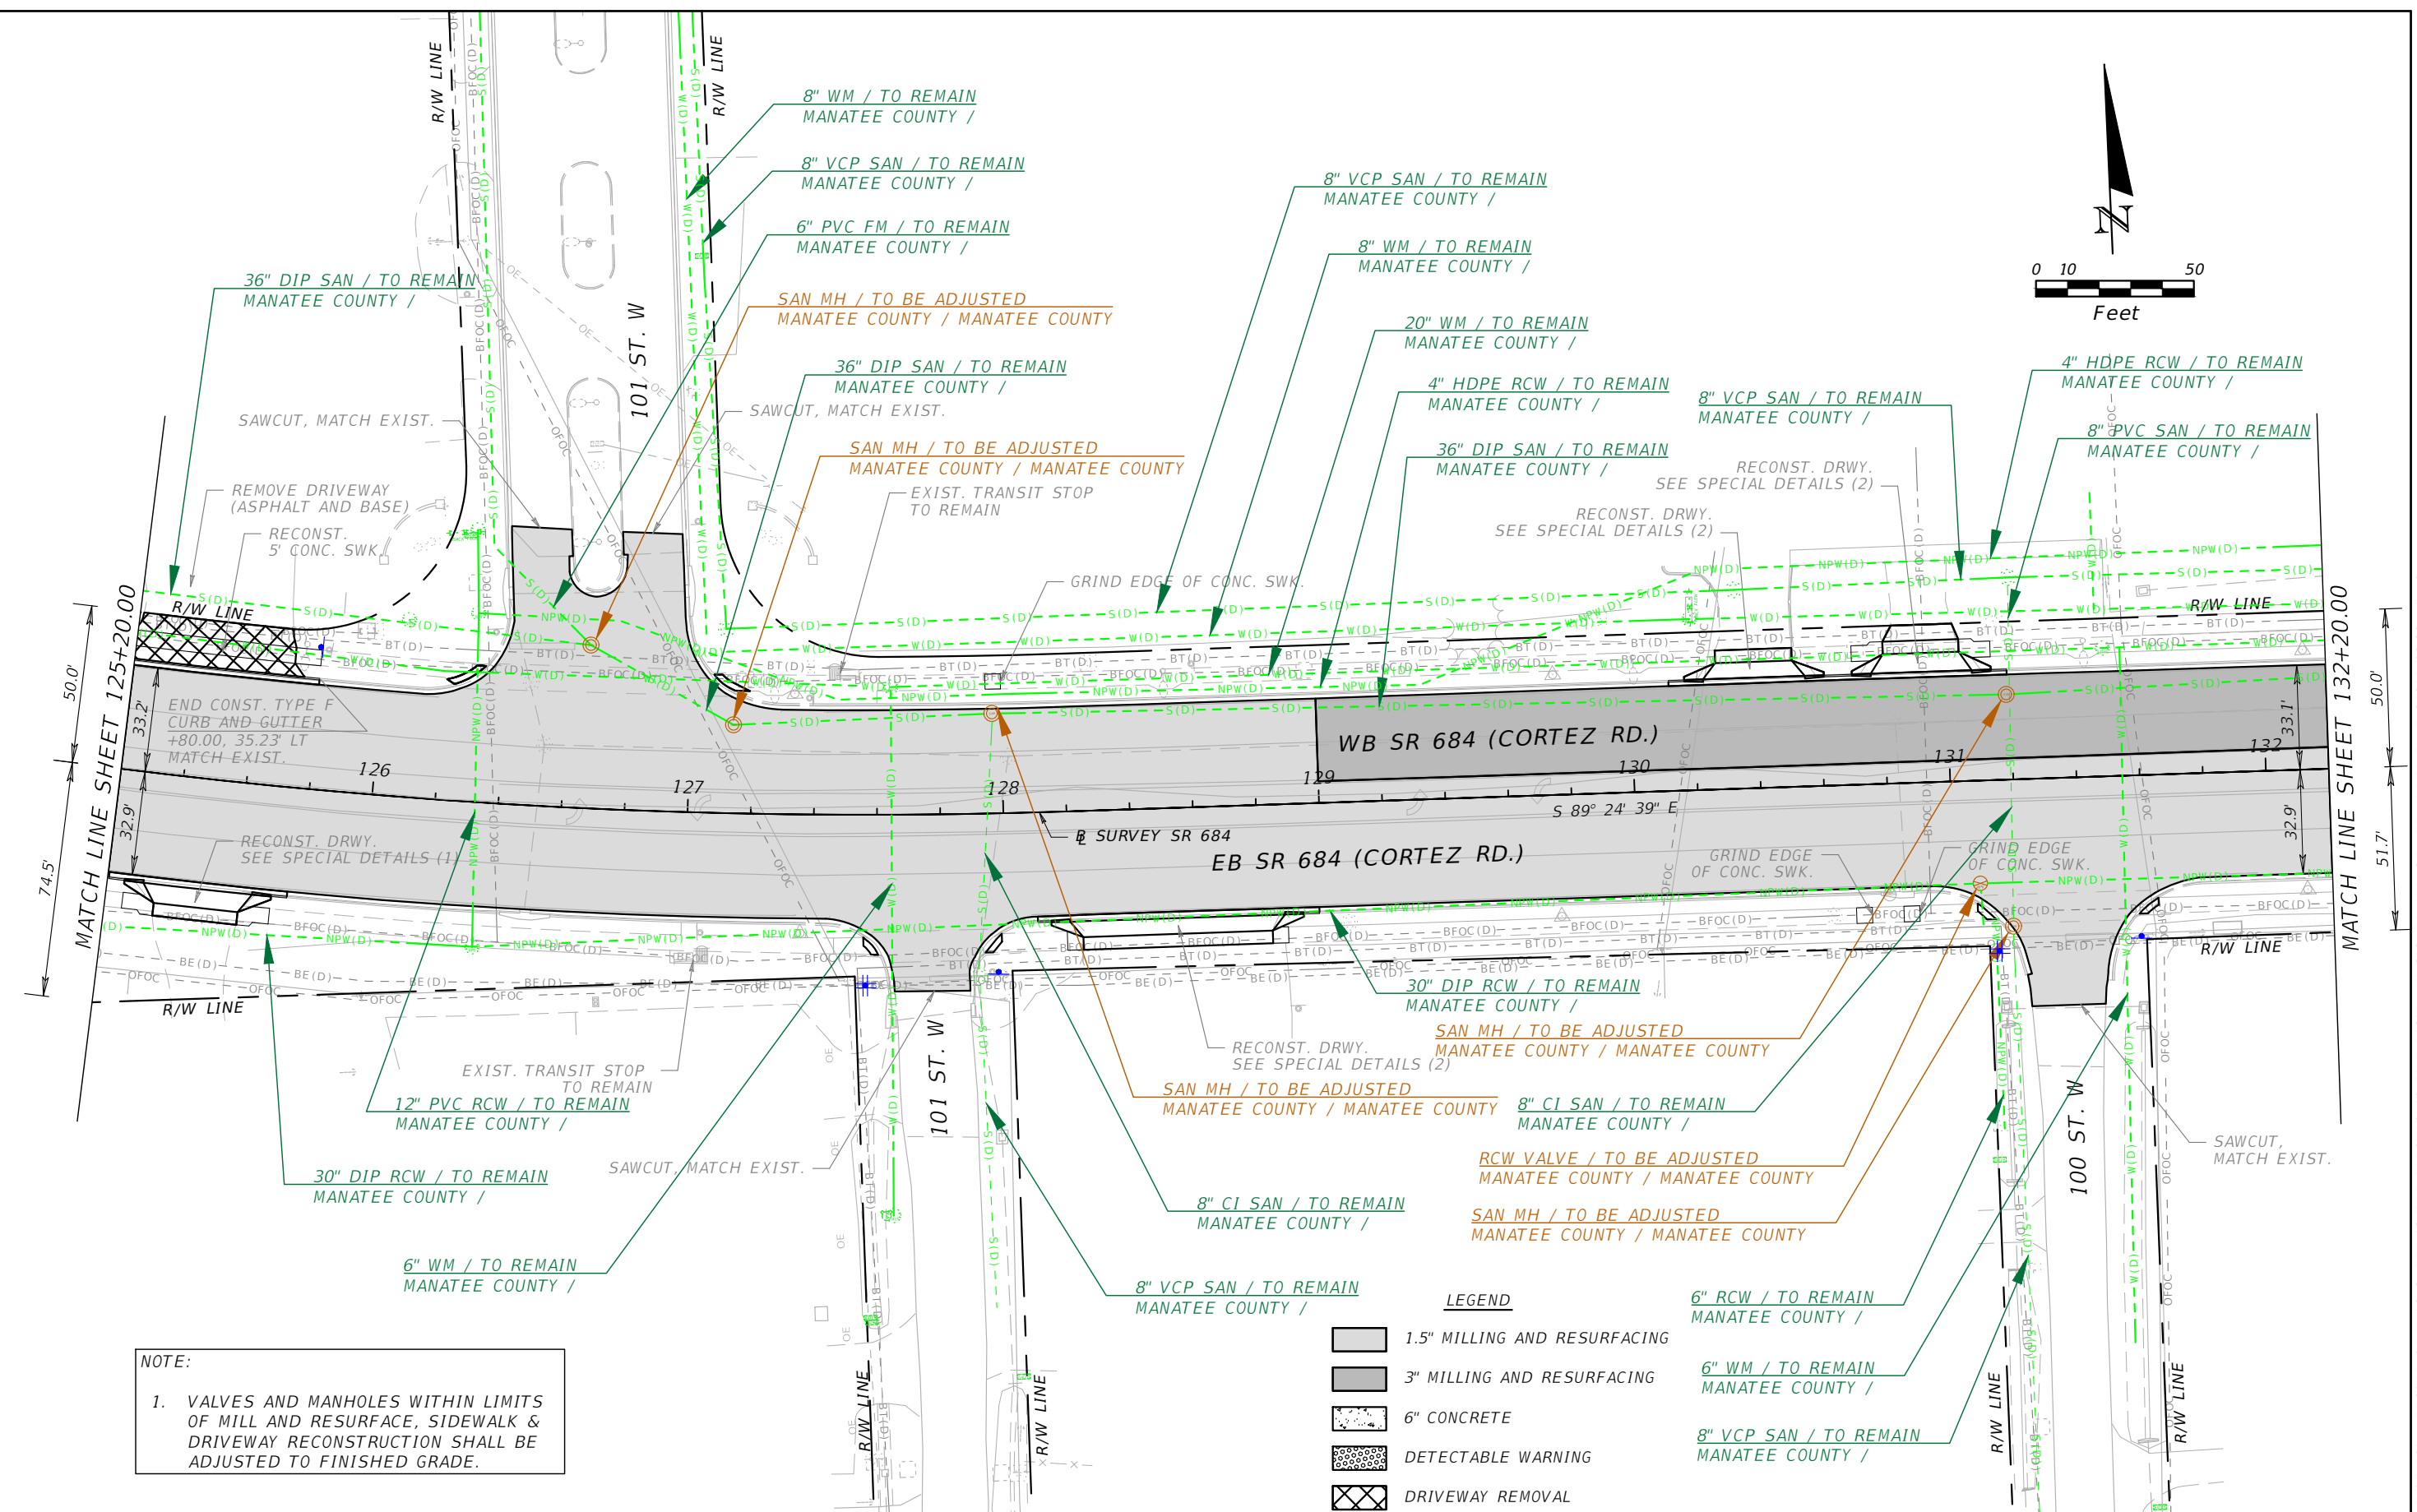 R/W LINE
R/W LINE
8" WM / TO REMAIN
MANATEE COUNTY /
8" VCP SAN / TO REMAIN
MANATEE COUNTY /
6" PVC FM / TO REMAIN
MANATEE COUNTY /
36" DIP SAN / TO REMAIN
MANATEE COUNTY /
SAN MH / TO BE ADJUSTED
MANATEE COUNTY / MANATEE COUNTY
36" DIP SAN / TO REMAIN
MANATEE COUNTY /
SAWCUT, MATCH EXIST.
SAWCUT, MATCH EXIST.
101 ST. W
SAN MH / TO BE ADJUSTED
MANATEE COUNTY / MANATEE COUNTY
REMOVE DRIVEWAY
(ASPHALT AND BASE)
RECONST.
5' CONC. SWK.
EXIST. TRANSIT STOP
TO REMAIN
8" VCP SAN / TO REMAIN
MANATEE COUNTY /
8" WM / TO REMAIN
MANATEE COUNTY /
20" WM / TO REMAIN
MANATEE COUNTY /
4" HDPE RCW / TO REMAIN
MANATEE COUNTY /
36" DIP SAN / TO REMAIN
MANATEE COUNTY /
N
0 10 50
Feet
4" HDPE RCW / TO REMAIN
MANATEE COUNTY /
8" VCP SAN / TO REMAIN
MANATEE COUNTY /
8" PVC SAN / TO REMAIN
MANATEE COUNTY /
RECONST. DRWY.
SEE SPECIAL DETAILS (2)
RECONST. DRWY.
SEE SPECIAL DETAILS (2)
GRIND EDGE OF CONC. SWK.
R/W LINE
R/W LINE
MATCH LINE SHEET 125+20.00
MATCH LINE SHEET 132+20.00
50.0'
33.2'
32.9'
74.5'
50.0'
33.1'
32.9'
51.7'
END CONST. TYPE F
CURB AND GUTTER
+80.00, 35.23' LT
MATCH EXIST.
126
127
128
129
130
131
132
WB SR 684 (CORTEZ RD.)
S 89° 24' 39" E
BL SURVEY SR 684
EB SR 684 (CORTEZ RD.)
RECONST. DRWY.
SEE SPECIAL DETAILS (1)
GRIND EDGE
OF CONC. SWK.
GRIND EDGE
OF CONC. SWK.
R/W LINE
R/W LINE
EXIST. TRANSIT STOP
TO REMAIN
12" PVC RCW / TO REMAIN
MANATEE COUNTY /
30" DIP RCW / TO REMAIN
MANATEE COUNTY /
SAWCUT, MATCH EXIST.
6" WM / TO REMAIN
MANATEE COUNTY /
101 ST. W
30" DIP RCW / TO REMAIN
MANATEE COUNTY /
SAN MH / TO BE ADJUSTED
MANATEE COUNTY / MANATEE COUNTY
RECONST. DRWY.
SEE SPECIAL DETAILS (2)
SAN MH / TO BE ADJUSTED
MANATEE COUNTY / MANATEE COUNTY
8" CI SAN / TO REMAIN
MANATEE COUNTY /
RCW VALVE / TO BE ADJUSTED
MANATEE COUNTY / MANATEE COUNTY
8" CI SAN / TO REMAIN
MANATEE COUNTY /
SAN MH / TO BE ADJUSTED
MANATEE COUNTY / MANATEE COUNTY
8" VCP SAN / TO REMAIN
MANATEE COUNTY /
100 ST. W
SAWCUT,
MATCH EXIST.
6" RCW / TO REMAIN
MANATEE COUNTY /
6" WM / TO REMAIN
MANATEE COUNTY /
8" VCP SAN / TO REMAIN
MANATEE COUNTY /
R/W LINE
R/W LINE
R/W LINE
R/W LINE
NOTE:
1. VALVES AND MANHOLES WITHIN LIMITS
OF MILL AND RESURFACE, SIDEWALK &
DRIVEWAY RECONSTRUCTION SHALL BE
ADJUSTED TO FINISHED GRADE.
LEGEND
1.5" MILLING AND RESURFACING
3" MILLING AND RESURFACING
6" CONCRETE
DETECTABLE WARNING
DRIVEWAY REMOVAL